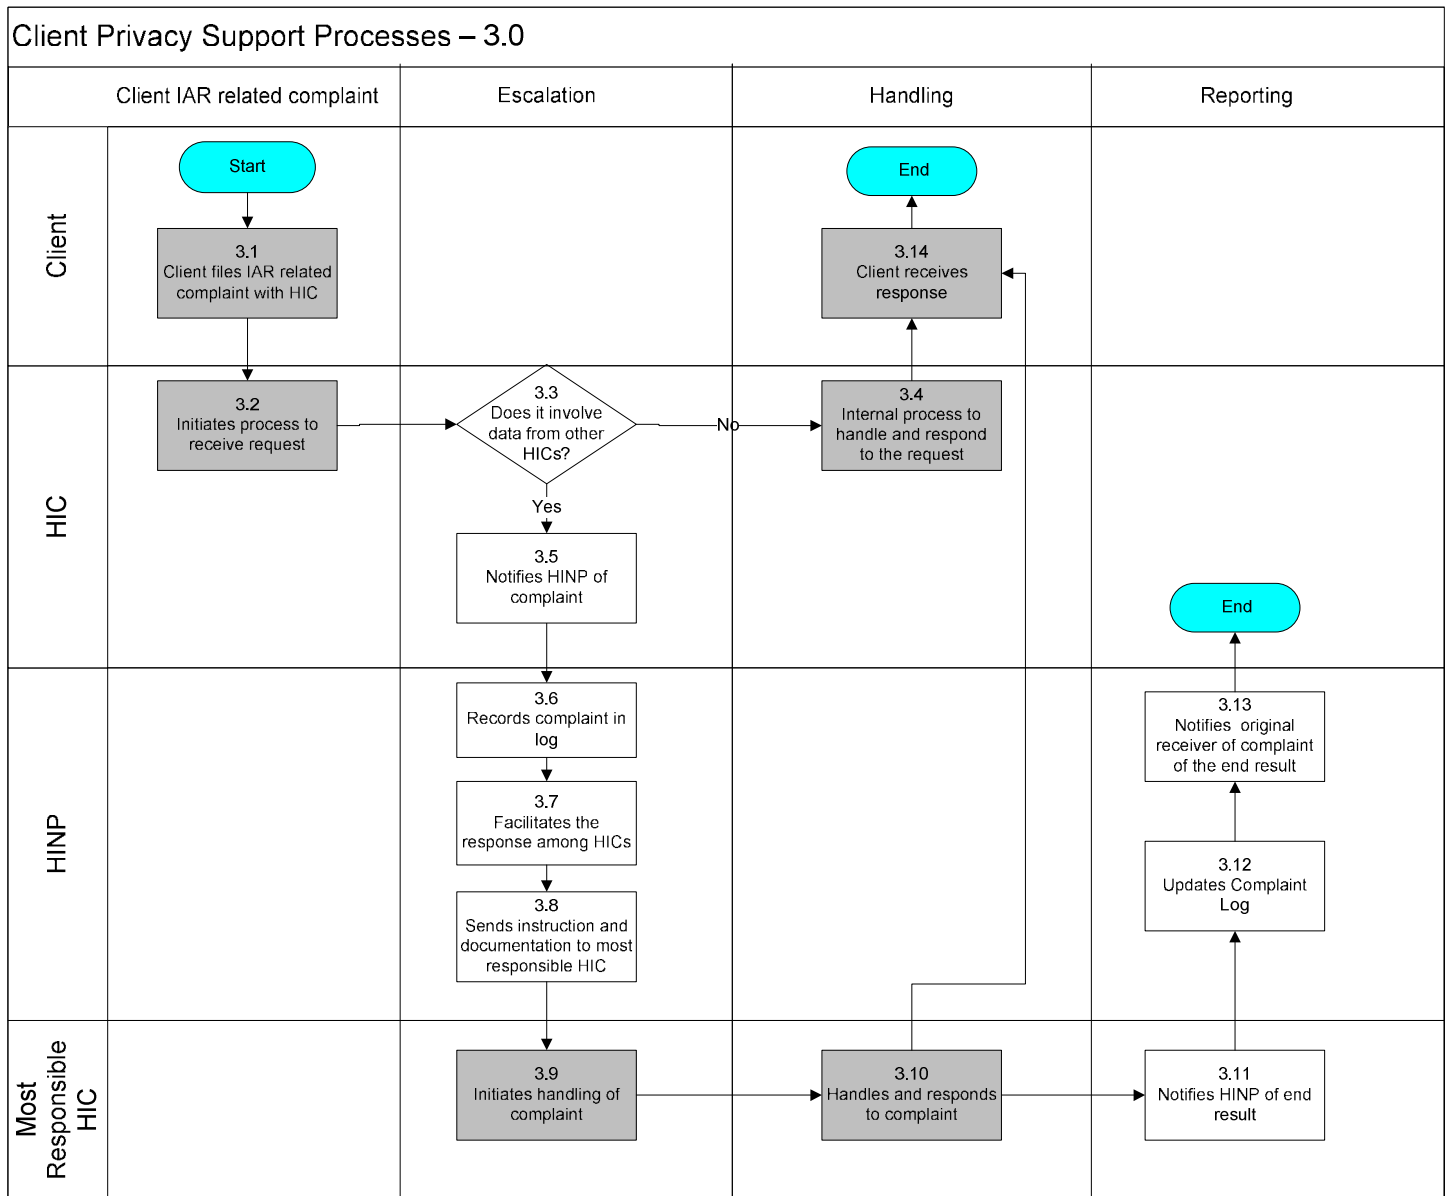 Client Privacy Support Processes – 3.0
Client IAR related complaint
Escalation
Handling
Reporting
Client
Start
3.1
Client files IAR related
complaint with HIC
End
3.14
Client receives
response
HIC
3.2
Initiates process to
receive request
3.3
Does it involve
data from other
HICs?
No
3.4
Internal process to
handle and respond
to the request
Yes
3.5
Notifies HINP of
complaint
End
HINP
3.6
Records complaint in
log
3.7
Facilitates the
response among HICs
3.8
Sends instruction and
documentation to most
responsible HIC
3.13
Notifies original
receiver of complaint
of the end result
3.12
Updates Complaint
Log
Most
Responsible
HIC
3.9
Initiates handling of
complaint
3.10
Handles and responds
to complaint
3.11
Notifies HINP of end
result